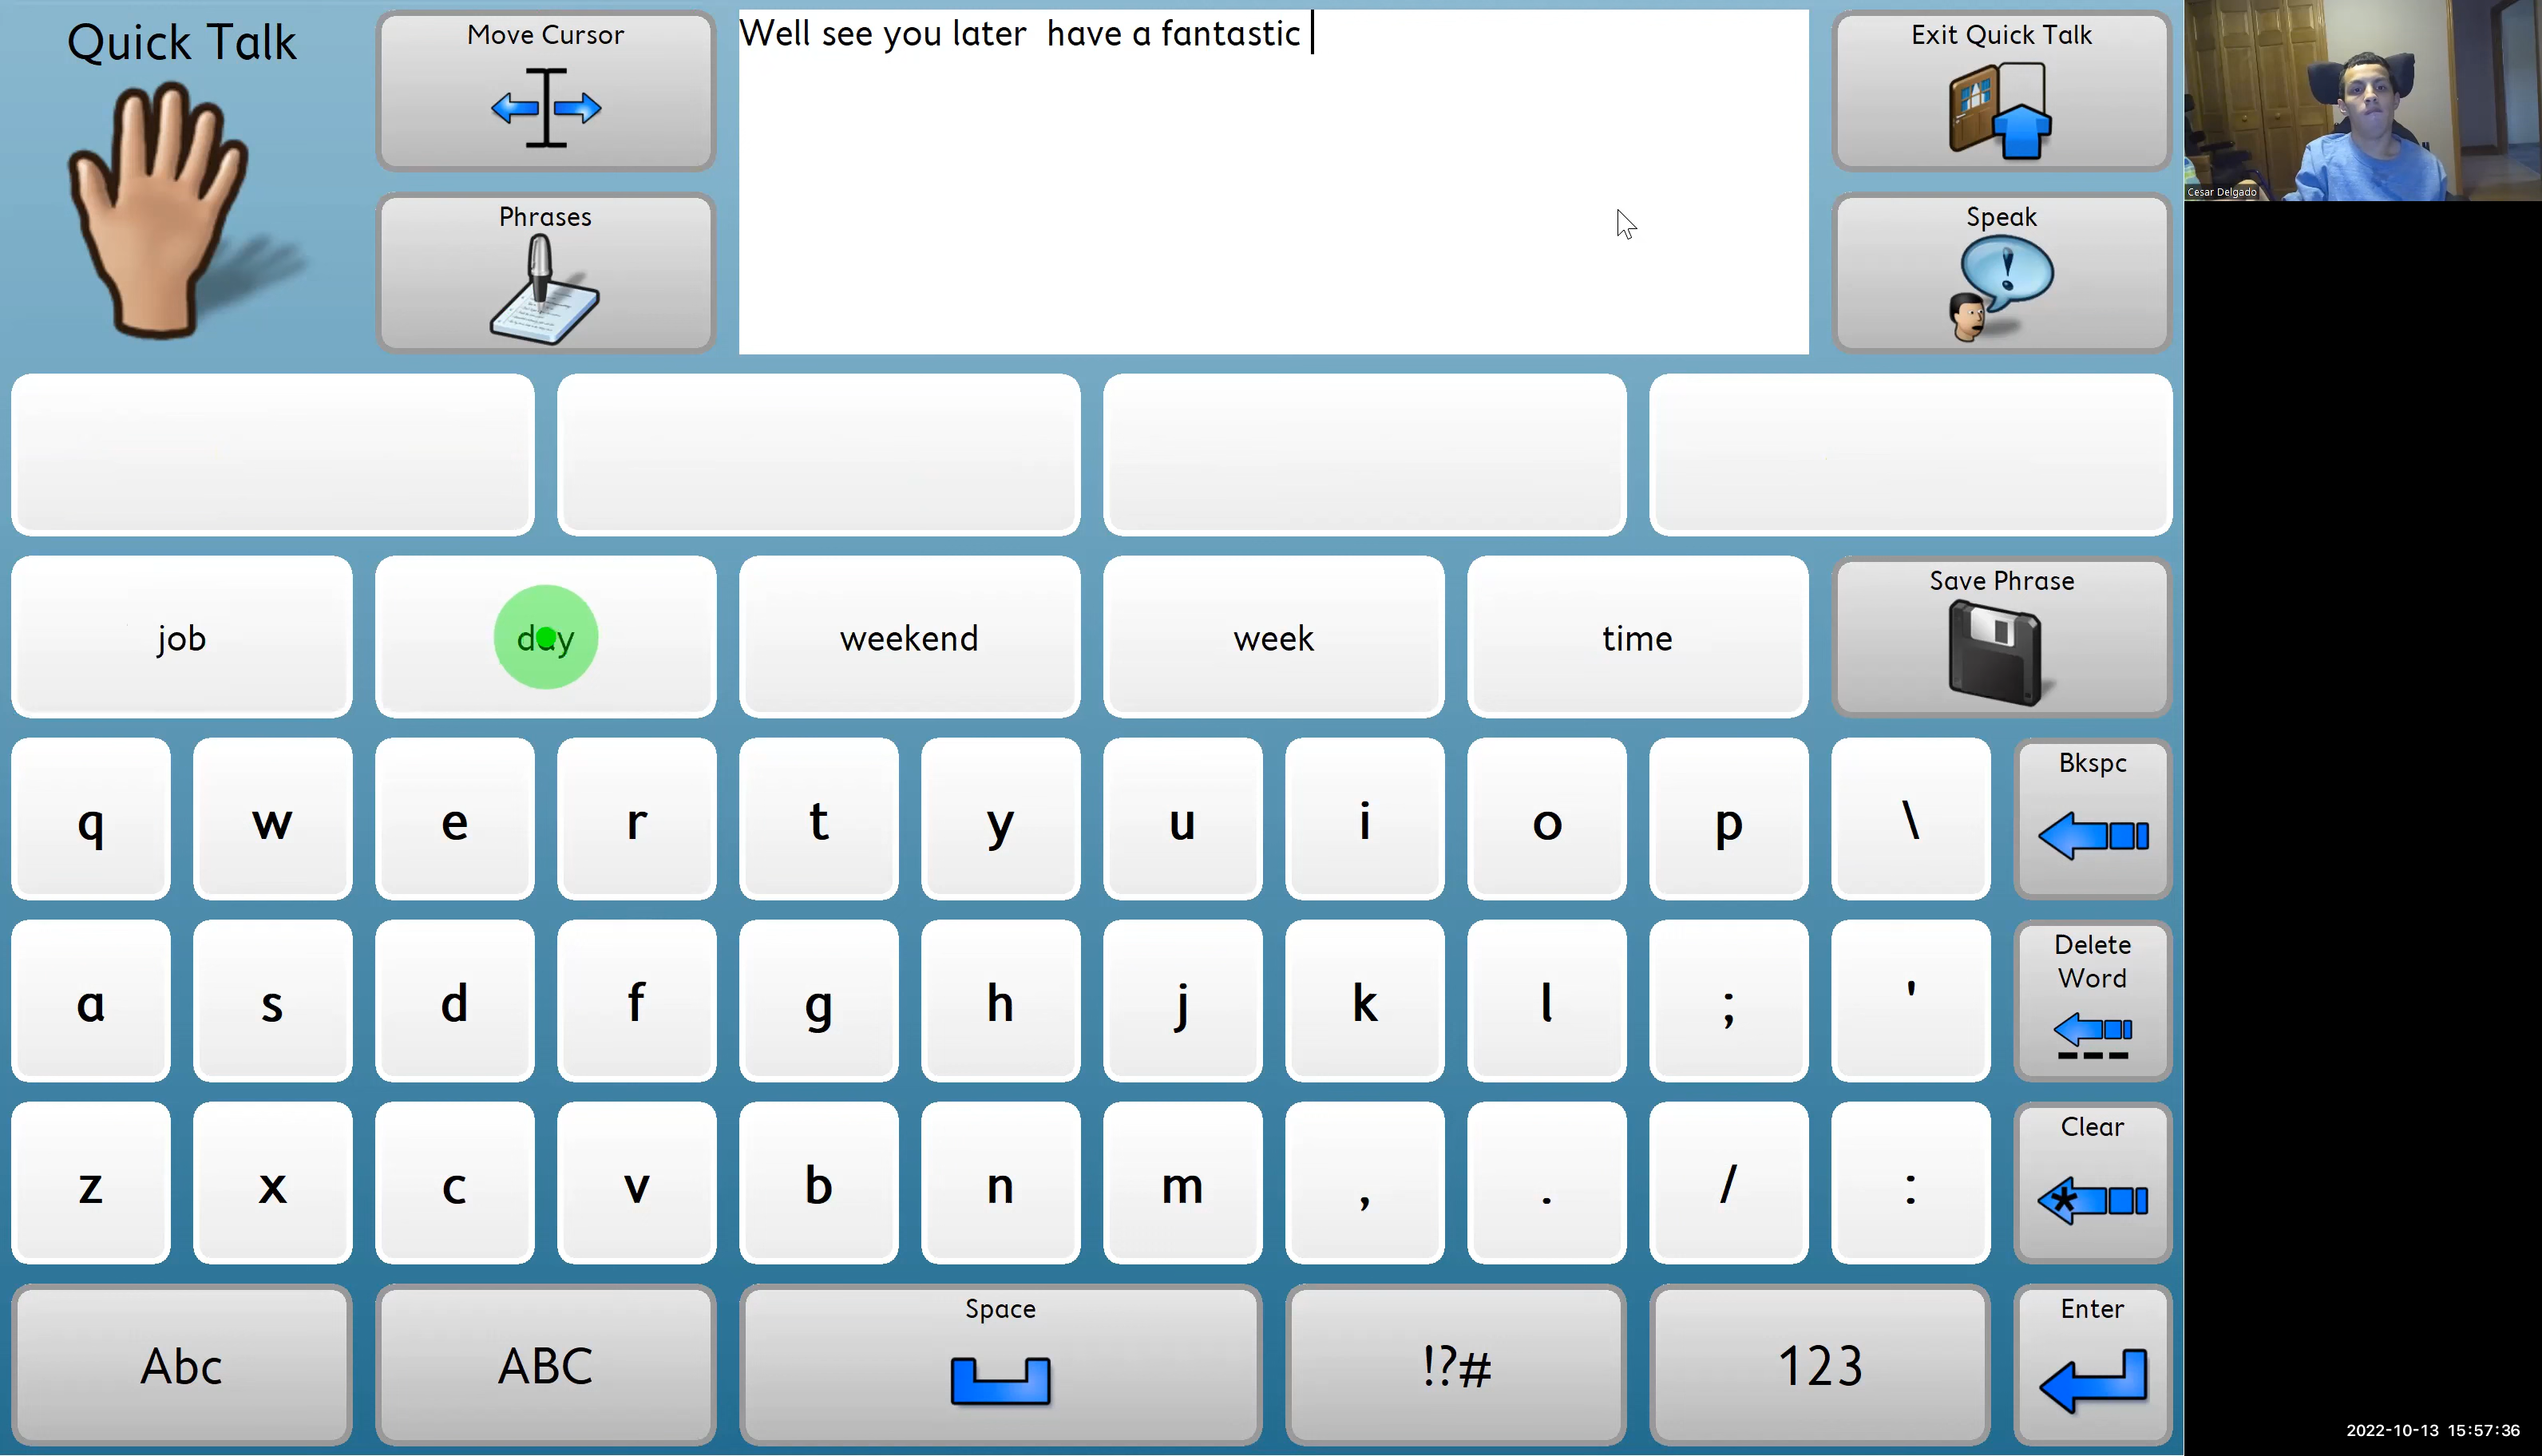 Quick Talk
Move Cursor
Well see you later  have a fantastic
Exit Quick Talk
Phrases
Speak
Cesar Delgado
job
day
weekend
week
time
Save Phrase
q w e r t y u i o p \
Bkspc
a s d f g h j k l ; '
Delete
Word
z x c v b n m , . / :
Clear
Abc
ABC
Space
!?#
123
Enter
2022-10-13 15:57:36